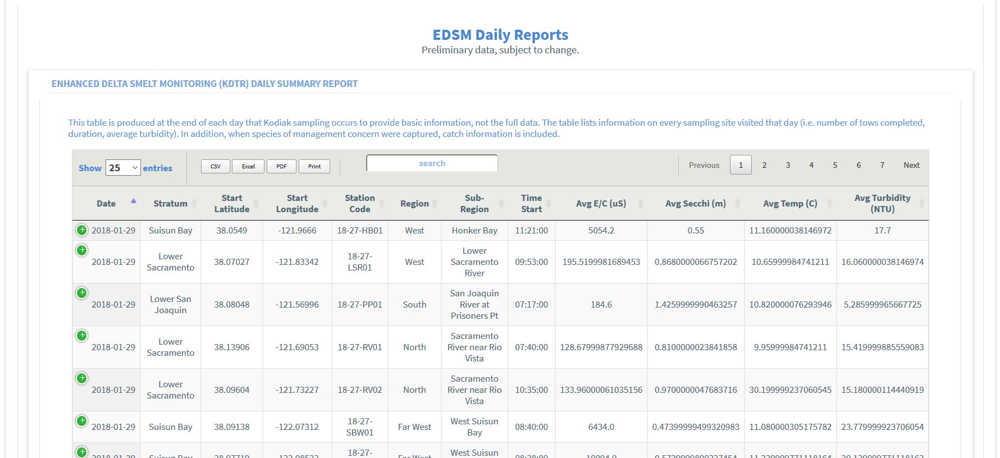 EDSM Daily Reports
Preliminary data, subject to change.
ENHANCED DELTA SMELT MONITORING (KDTR) DAILY SUMMARY REPORT
This table is produced at the end of each day that Kodiak sampling occurs to provide basic information, not the full data. The table lists information on every sampling site visited that day (i.e. number of tows completed,
duration, average turbidity). In addition, when species of management concern were captured, catch information is included.
Show 25 entries CSV Excel PDF Print search Previous 1 2 3 4 5 6 7 Next
Date Stratum Start Latitude Start Longitude Station Code Region Sub-Region Time Start Avg E/C (uS) Avg Secchi (m) Avg Temp (C) Avg Turbidity (NTU)
2018-01-29 Suisun Bay 38.0549 -121.9666 18-27-HB01 West Honker Bay 11:21:00 5054.2 0.55 11.160000038146972 17.7
2018-01-29 Lower Sacramento 38.07027 -121.83342 18-27-LSR01 West Lower Sacramento River 09:53:00 195.5199981689453 0.8680000066757202 10.65999984741211 16.060000038146974
2018-01-29 Lower San Joaquin 38.08048 -121.56996 18-27-PP01 South San Joaquin River at Prisoners Pt 07:17:00 184.6 1.4259999990463257 10.820000076293946 5.285999965667725
2018-01-29 Lower Sacramento 38.13906 -121.69053 18-27-RV01 North Sacramento River near Rio Vista 07:40:00 128.67999877929688 0.8100000023841858 9.95999984741211 15.419999885559083
2018-01-29 Lower Sacramento 38.09604 -121.73227 18-27-RV02 North Sacramento River near Rio Vista 10:35:00 133.96000061035156 0.9700000047683716 30.199999237060545 15.180000114440919
2018-01-29 Suisun Bay 38.09138 -122.07312 18-27-SBW01 Far West West Suisun Bay 08:40:00 6434.0 0.47399999499320983 11.080000305175782 23.779999923706054
18-27- West Suisun